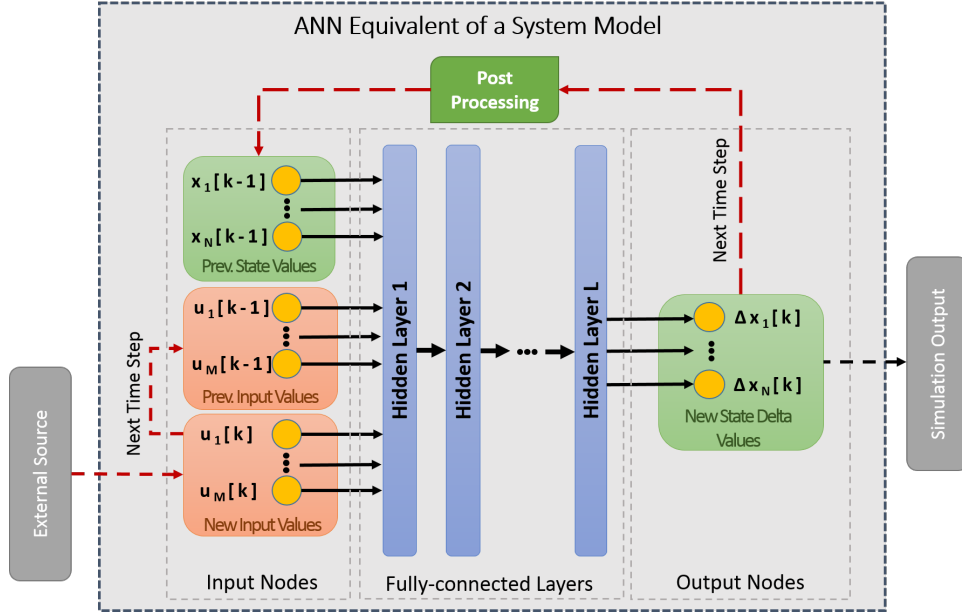 ANN Equivalent of a System Model
Post
Processing
x1[k-1]
xN[k-1]
Prev. State Values
u1[k-1]
uM[k-1]
Prev. Input Values
u1[k]
uM[k]
New Input Values
Next Time Step
External Source
Hidden Layer 1
Hidden Layer 2
Hidden Layer L
Δx1[k]
ΔxN[k]
New State Delta
Values
Next Time Step
Simulation Output
Input Nodes
Fully-connected Layers
Output Nodes